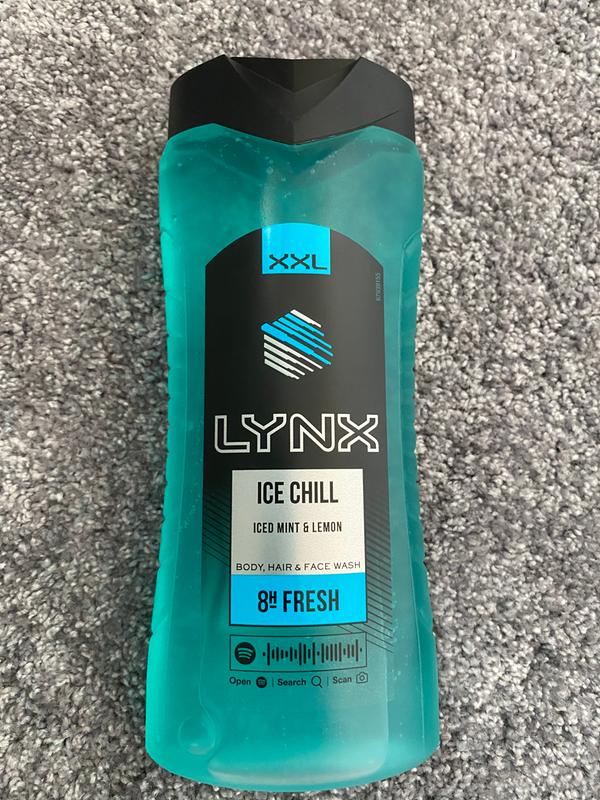 XXL
LYNX
ICE CHILL
ICED MINT & LEMON
BODY, HAIR & FACE WASH
8H FRESH
Open | Search | Scan